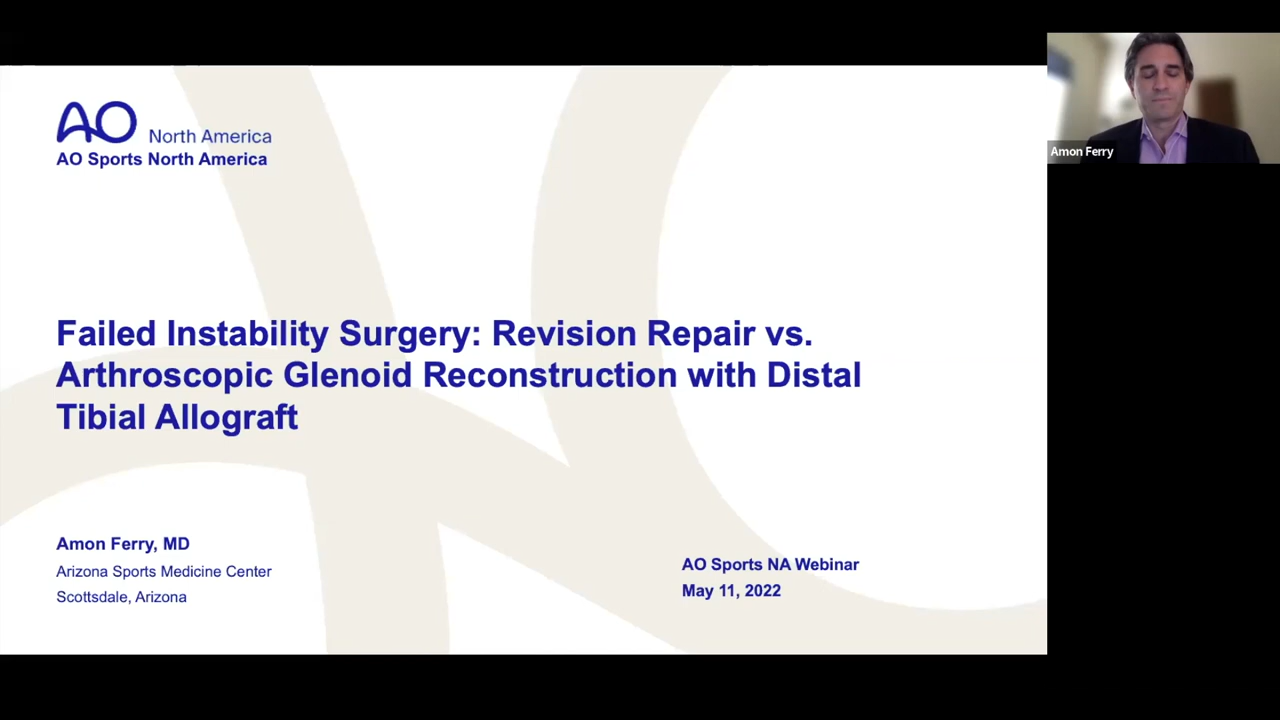 AO North America
AO Sports North America
Amon Ferry
Failed Instability Surgery: Revision Repair vs.
Arthroscopic Glenoid Reconstruction with Distal
Tibial Allograft
Amon Ferry, MD
Arizona Sports Medicine Center
Scottsdale, Arizona
AO Sports NA Webinar
May 11, 2022